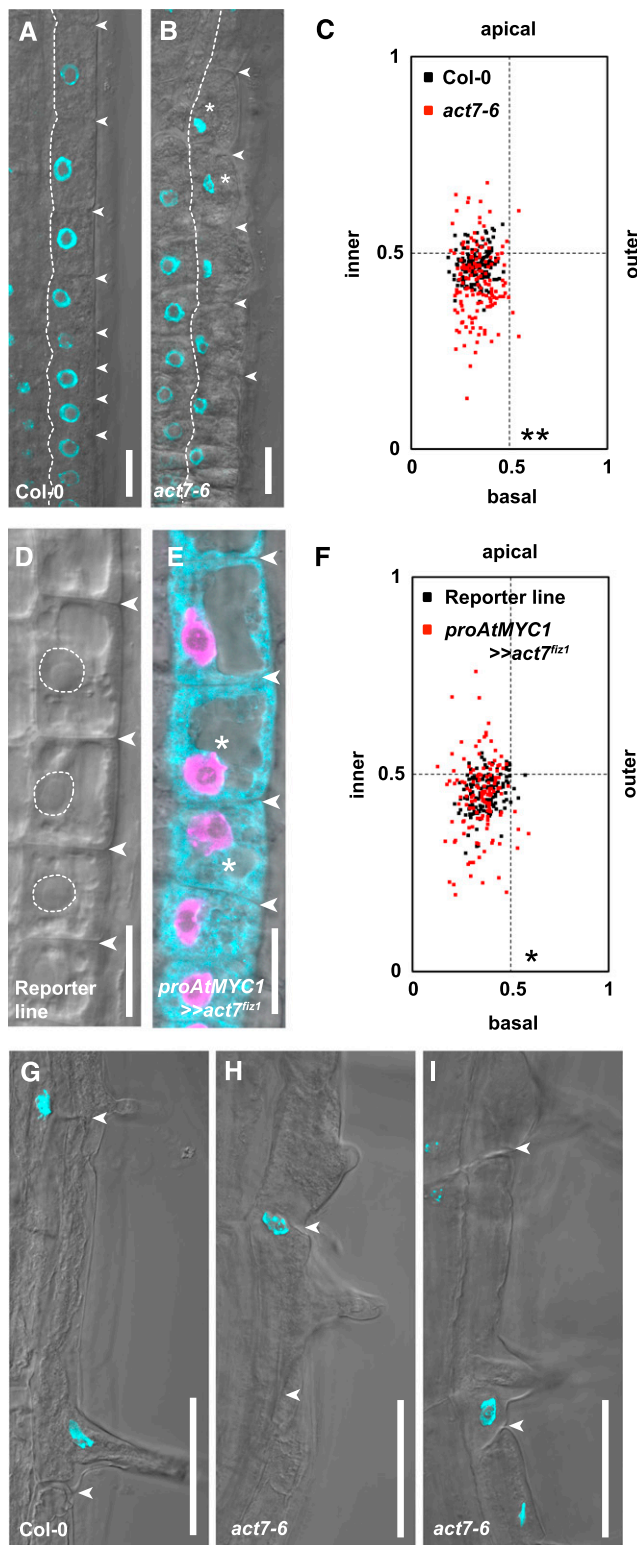 A
B
*
*
Col-0
act7-6
C
apical
1
Col-0
act7-6
inner
0.5
outer
**
0
0
0.5
1
basal
D
E
*
*
Reporter
line
proAtMYC1
>>act7fiz1
F
apical
1
Reporter line
proAtMYC1
>>act7fiz1
inner
0.5
outer
*
0
0
0.5
1
basal
G
H
I
Col-0
act7-6
act7-6